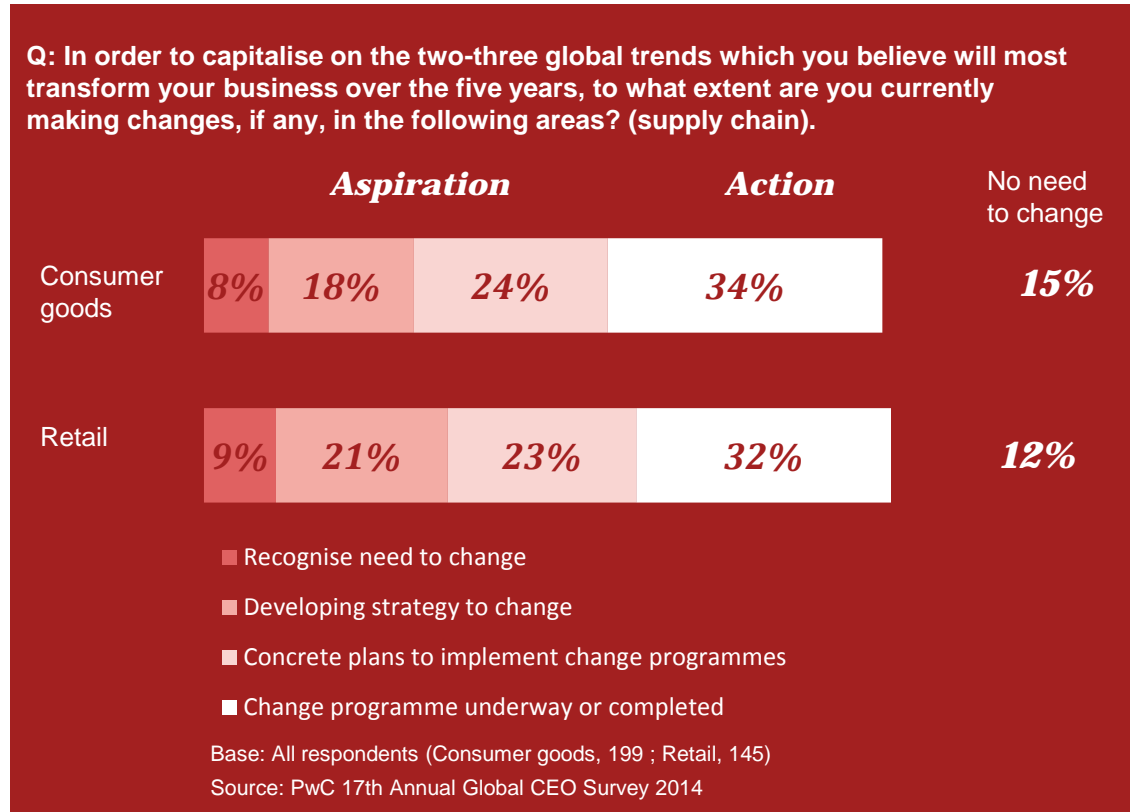 Q: In order to capitalise on the two-three global trends which you believe will most
transform your business over the five years, to what extent are you currently
making changes, if any, in the following areas? (supply chain).
Aspiration Action No need
to change
Consumer
goods
8% 18% 24% 34% 15%
Retail
9% 21% 23% 32% 12%
Recognise need to change
Developing strategy to change
Concrete plans to implement change programmes
Change programme underway or completed
Base: All respondents (Consumer goods, 199 ; Retail, 145)
Source: PwC 17th Annual Global CEO Survey 2014